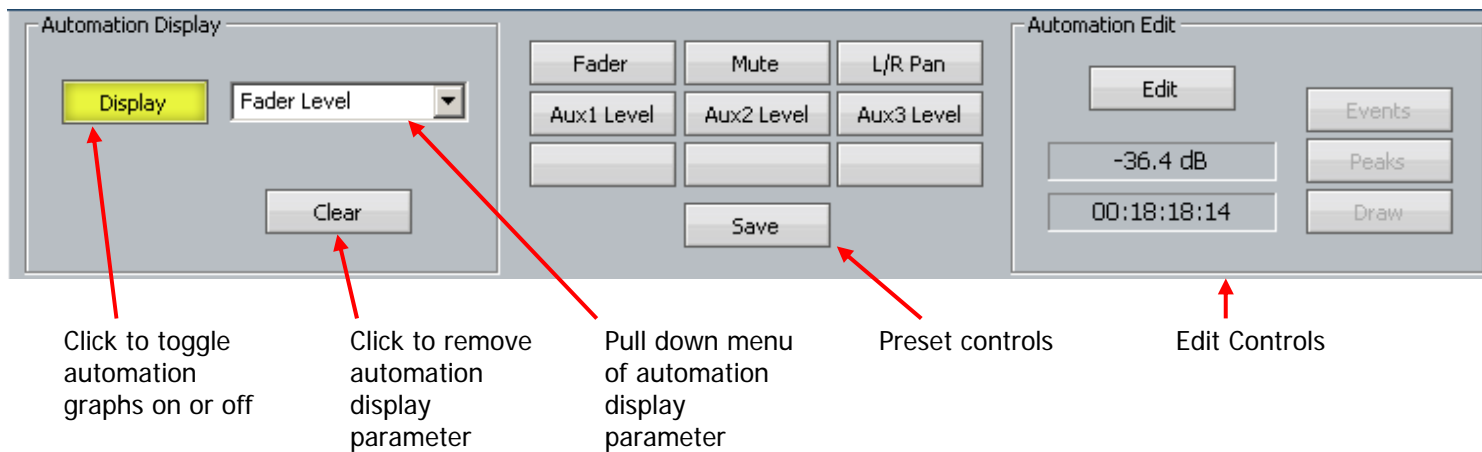 Automation Display
Display
Fader Level
Clear
Fader
Mute
L/R Pan
Aux1 Level
Aux2 Level
Aux3 Level
Save
Automation Edit
Edit
-36.4 dB
00:18:18:14
Events
Peaks
Draw
Click to toggle
automation
graphs on or off
Click to remove
automation
display
parameter
Pull down menu
of automation
display
parameter
Preset controls
Edit Controls